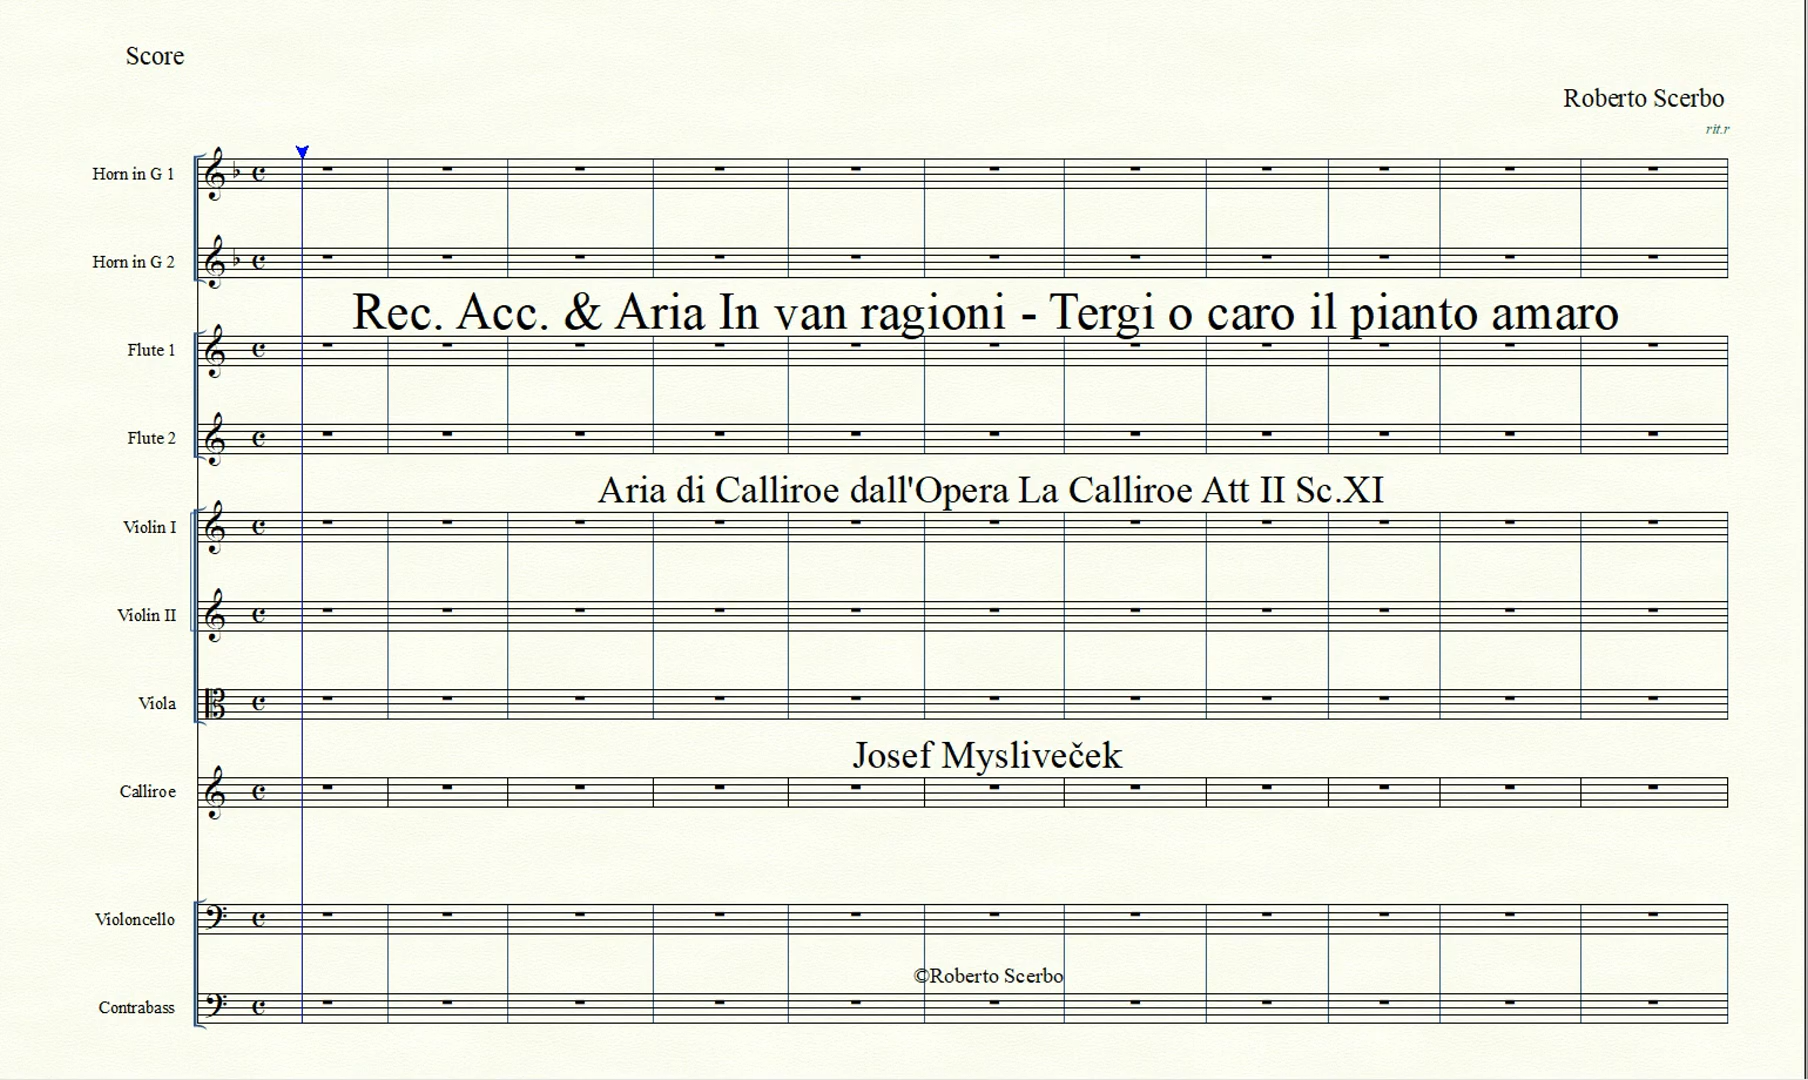 Score
Roberto Scerbo
rit.r
Horn in G 1
Horn in G 2
Rec. Acc. & Aria In van ragioni - Tergi o caro il pianto amaro
Flute 1
Flute 2
Aria di Calliroe dall'Opera La Calliroe Att II Sc.XI
Violin I
Violin II
Viola
Josef Mysliveček
Calliroe
Violoncello
©Roberto Scerbo
Contrabass